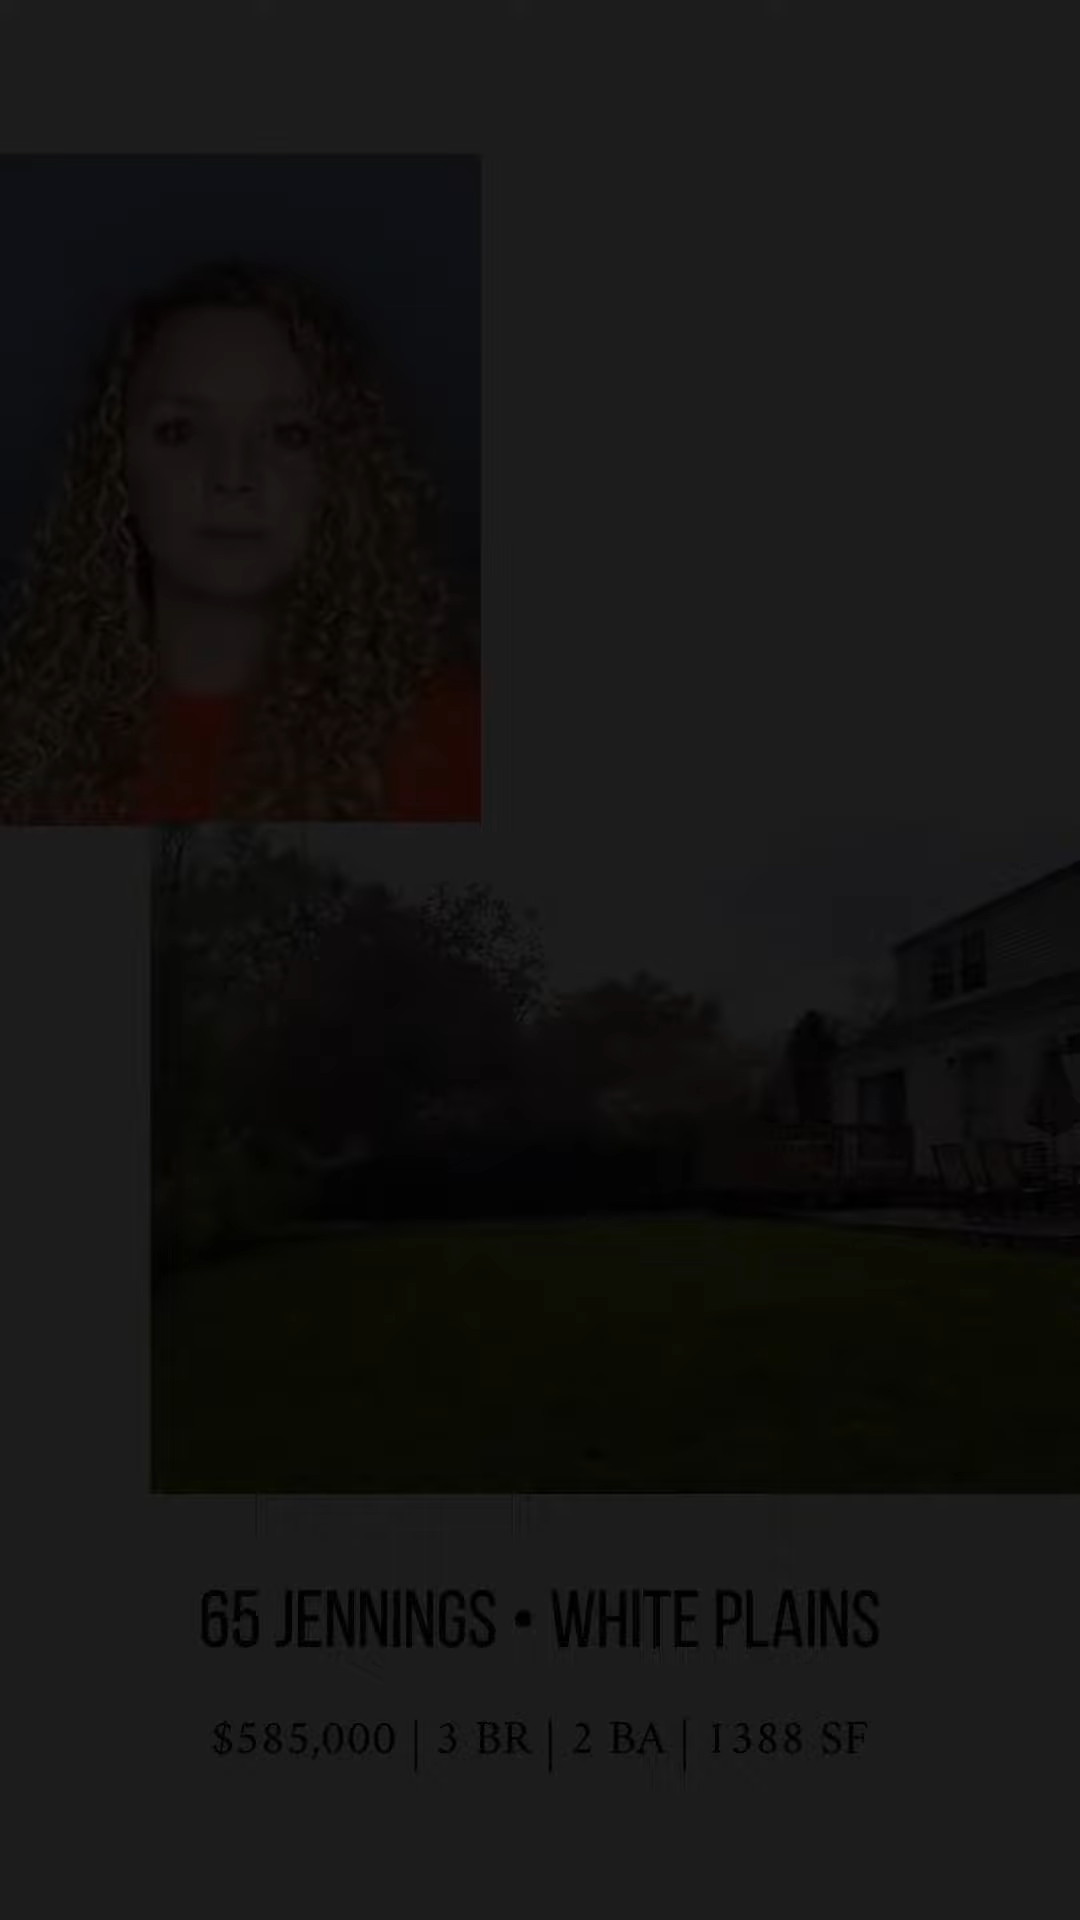 65 JENNINGS • WHITE PLAINS
$585,000 | 3 BR | 2 BA | 1388 SF